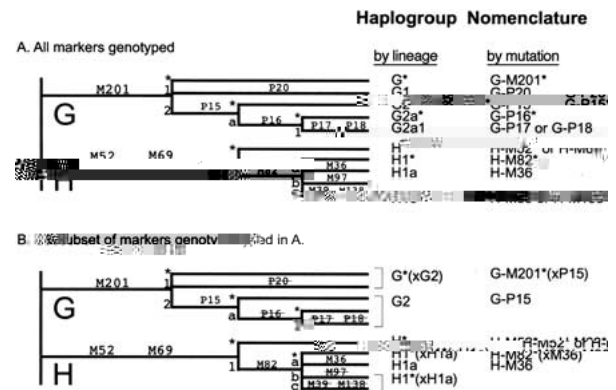 Haplogroup Nomenclature
A. All markers genotyped
by lineage by mutation
* G* G-M201*
M201 1 P20 G1 G-P20
G 2 P15 *
a P16 * G2a* G-P16*
1 P17 P18 G2a1 G-P17 or G-P18
M52 M69 * H
* H1* H-M82*
M36 H1a H-M36
H b M97
M39 M138
B. subset of markers in A.
* G*(xG2) G-M201*(xP15)
M201 1 P20
G 2 P15 * G2 G-P15
a P16 *
P17 P18
M52 M69 * H*
H 1 M82 * H1*(xH1a) H-M82*(xM36)
a M36 H1a H-M36
b M97
c M39 M138 H1*(xH1a)